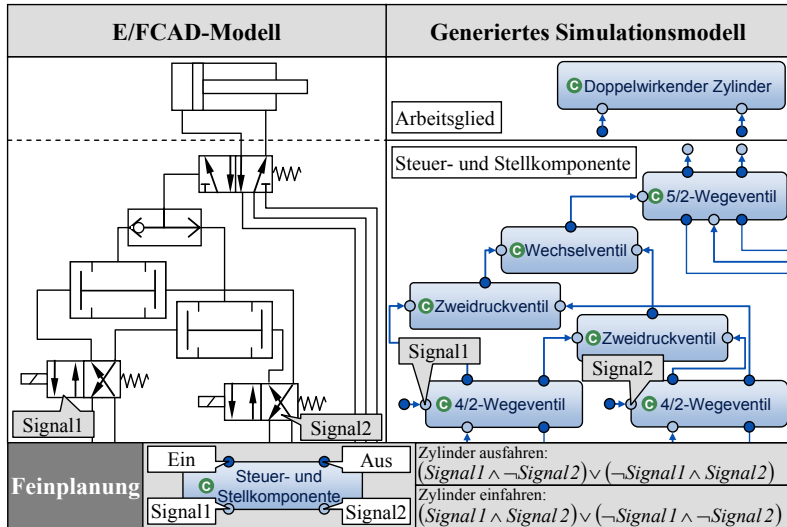 E/FCAD-Modell
Generiertes Simulationsmodell
C Doppelwirkender Zylinder
Arbeitsglied
Steuer- und Stellkomponente
C 5/2-Wegeventil
C Wechselventil
C Zweidruckventil
C Zweidruckventil
Signal1
Signal2
C 4/2-Wegeventil
C 4/2-Wegeventil
Signal1
Signal2
Feinplanung
Ein
Aus
C Steuer- und
Stellkomponente
Signal1
Signal2
Zylinder ausfahren:
(Signal1 ∧ ¬Signal2) ∨ (¬Signal1 ∧ Signal2)
Zylinder einfahren:
(Signal1 ∧ Signal2) ∨ (¬Signal1 ∧ ¬Signal2)